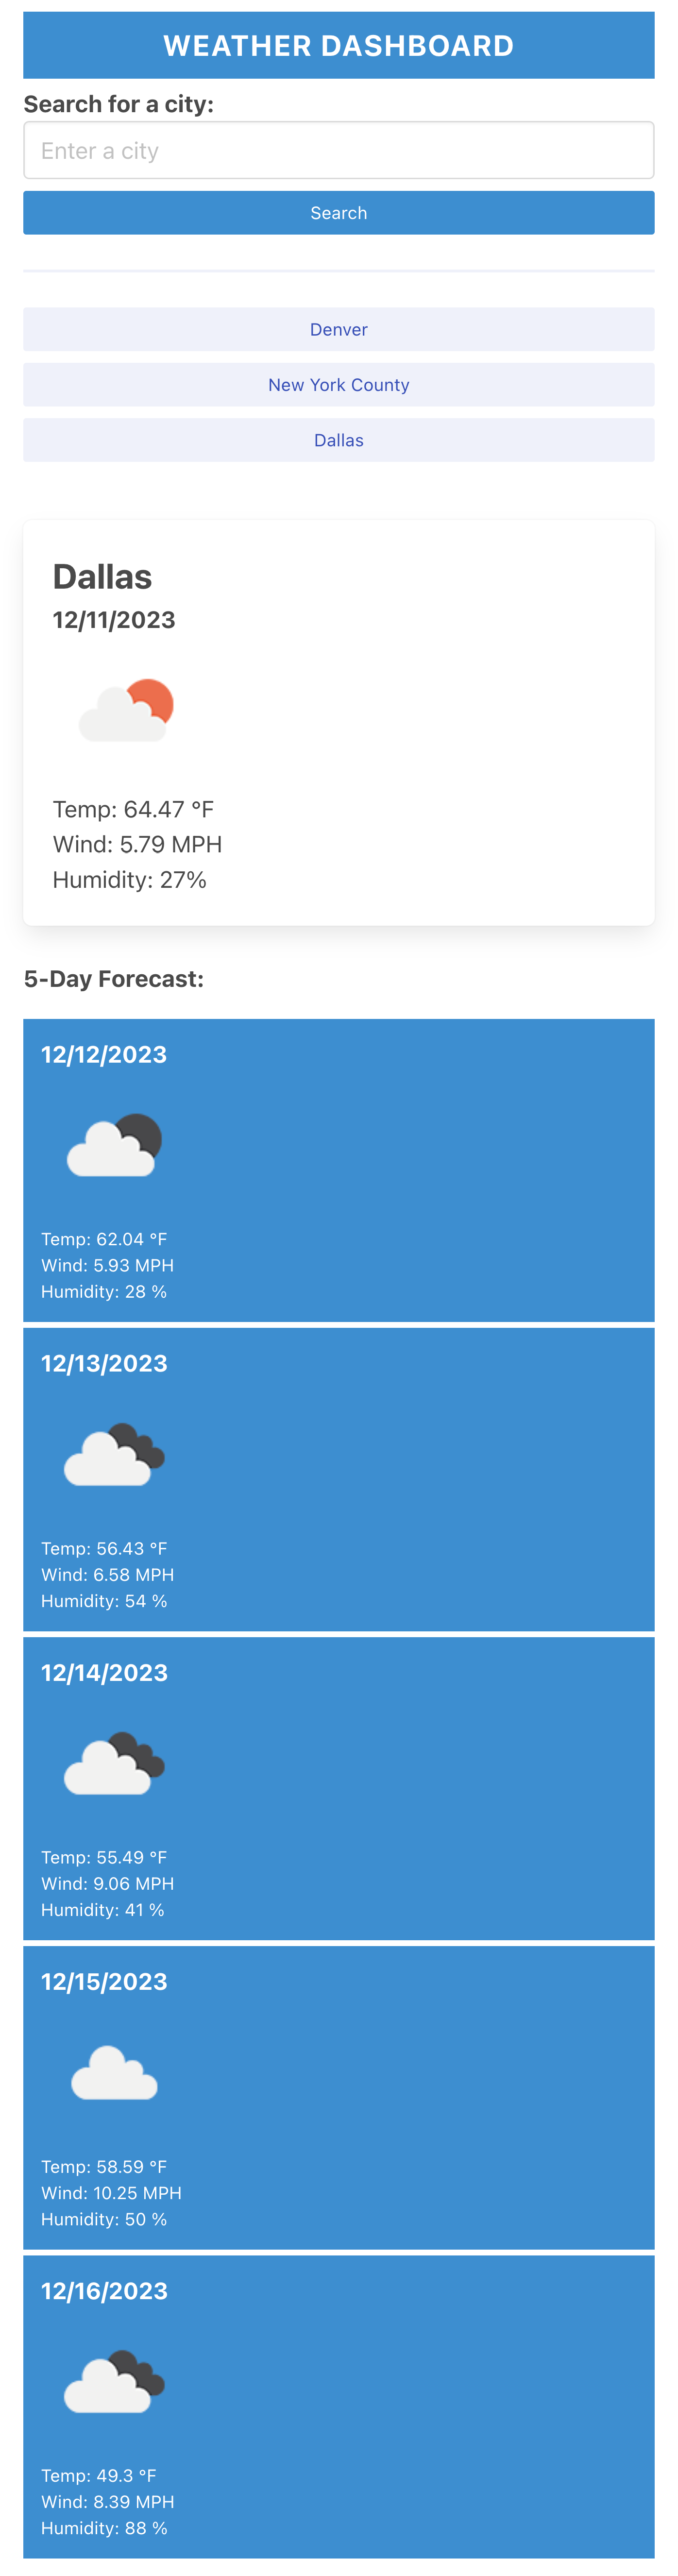 WEATHER DASHBOARD
Search for a city:
Enter a city
Search
Denver
New York County
Dallas
Dallas
12/11/2023
Temp: 64.47 °F
Wind: 5.79 MPH
Humidity: 27%
5-Day Forecast:
12/12/2023
Temp: 62.04 °F
Wind: 5.93 MPH
Humidity: 28 %
12/13/2023
Temp: 56.43 °F
Wind: 6.58 MPH
Humidity: 54 %
12/14/2023
Temp: 55.49 °F
Wind: 9.06 MPH
Humidity: 41 %
12/15/2023
Temp: 58.59 °F
Wind: 10.25 MPH
Humidity: 50 %
12/16/2023
Temp: 49.3 °F
Wind: 8.39 MPH
Humidity: 88 %